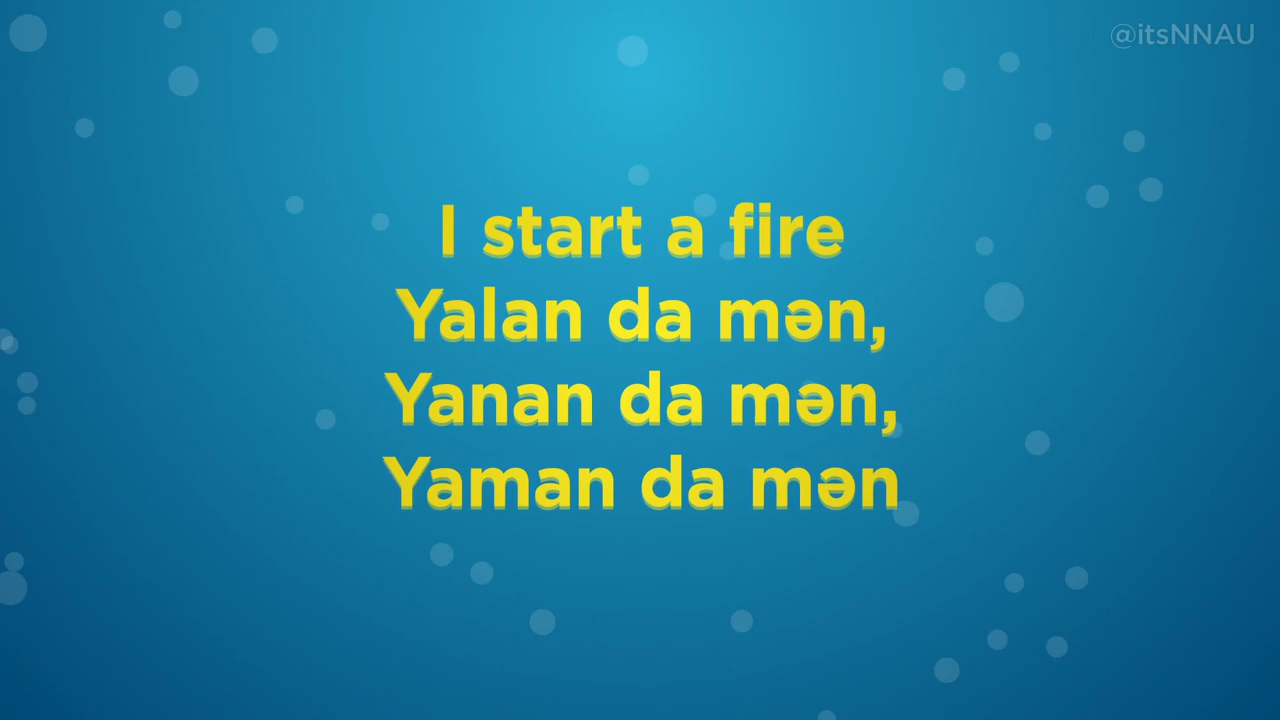 @itsNNAU
I start a fire
Yalan da mən,
Yanan da mən,
Yaman da mən